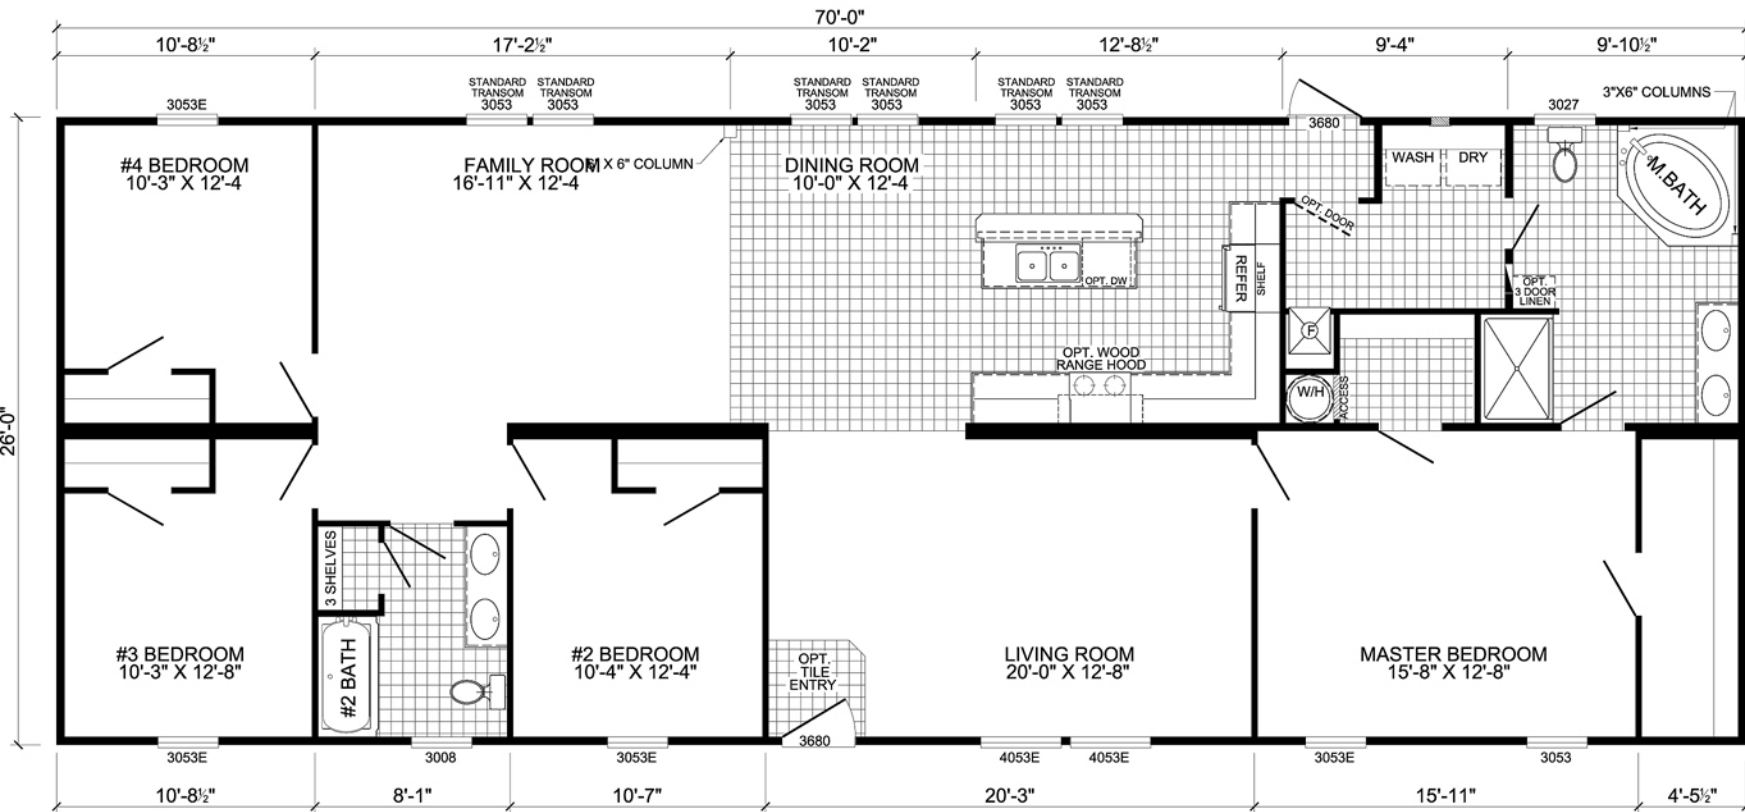 70'-0"
10'-8½"
17'-2½"
10'-2"
12'-8½"
9'-4"
9'-10½"
STANDARD TRANSOM 3053
STANDARD TRANSOM 3053
STANDARD TRANSOM 3053
STANDARD TRANSOM 3053
STANDARD TRANSOM 3053
STANDARD TRANSOM 3053
3"X6" COLUMNS
3053E
3027
3680
#4 BEDROOM
10'-3" X 12'-4
FAMILY ROOM
16'-11" X 12'-4
X 6" COLUMN
DINING ROOM
10'-0" X 12'-4
WASH
DRY
M.BATH
OPT. DOOR
REFER
SHELF
OPT. DW
OPT.
3 DOOR
LINEN
OPT. WOOD
RANGE HOOD
F
W/H
ACCESS
26'-0"
3 SHELVES
#3 BEDROOM
10'-3" X 12'-8"
#2 BATH
#2 BEDROOM
10'-4" X 12'-4"
OPT.
TILE
ENTRY
LIVING ROOM
20'-0" X 12'-8"
MASTER BEDROOM
15'-8" X 12'-8"
3680
3053E
3008
3053E
4053E
4053E
3053E
3053
10'-8½"
8'-1"
10'-7"
20'-3"
15'-11"
4'-5½"